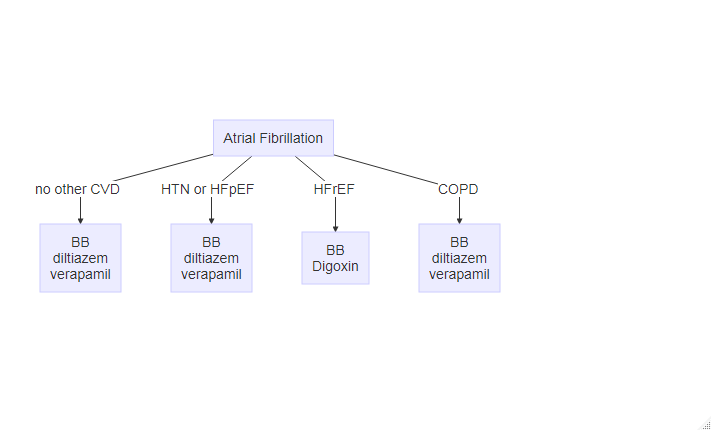 Atrial Fibrillation
no other CVD
HTN or HFpEF
HFrEF
COPD
BB
diltiazem
verapamil
BB
diltiazem
verapamil
BB
Digoxin
BB
diltiazem
verapamil